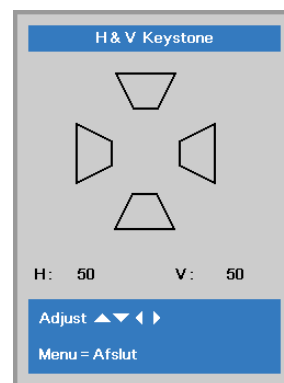 H & V Keystone
H: 50 V: 50
Adjust ▲▼◀▶
Menu = Afslut